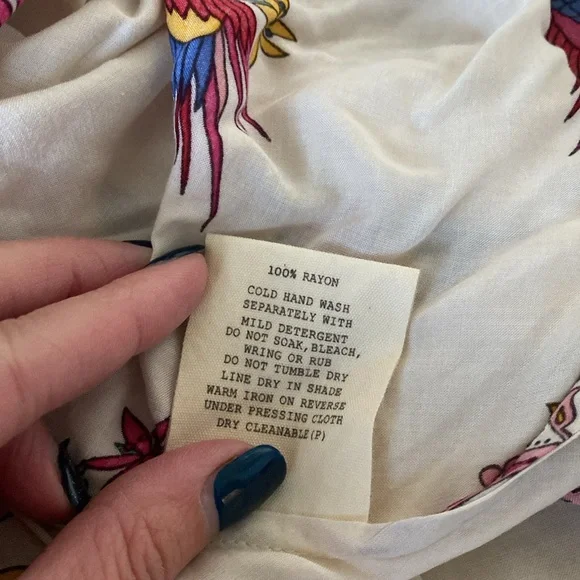 100% RAYON
COLD HAND WASH
SEPARATELY WITH
MILD DETERGENT
DO NOT SOAK, BLEACH,
WRING OR RUB
DO NOT TUMBLE DRY
LINE DRY IN SHADE
WARM IRON ON REVERSE
UNDER PRESSING CLOTH
DRY CLEANABLE(P)